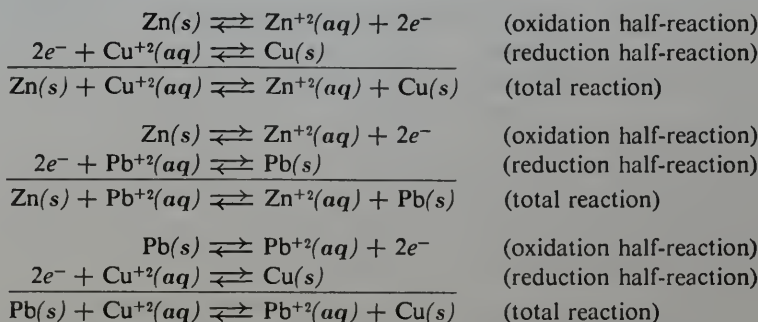 Zn(s) ⇄ Zn⁺²(aq) + 2e⁻ (oxidation half-reaction)
2e⁻ + Cu⁺²(aq) ⇄ Cu(s) (reduction half-reaction)
Zn(s) + Cu⁺²(aq) ⇄ Zn⁺²(aq) + Cu(s) (total reaction)
Zn(s) ⇄ Zn⁺²(aq) + 2e⁻ (oxidation half-reaction)
2e⁻ + Pb⁺²(aq) ⇄ Pb(s) (reduction half-reaction)
Zn(s) + Pb⁺²(aq) ⇄ Zn⁺²(aq) + Pb(s) (total reaction)
Pb(s) ⇄ Pb⁺²(aq) + 2e⁻ (oxidation half-reaction)
2e⁻ + Cu⁺²(aq) ⇄ Cu(s) (reduction half-reaction)
Pb(s) + Cu⁺²(aq) ⇄ Pb⁺²(aq) + Cu(s) (total reaction)